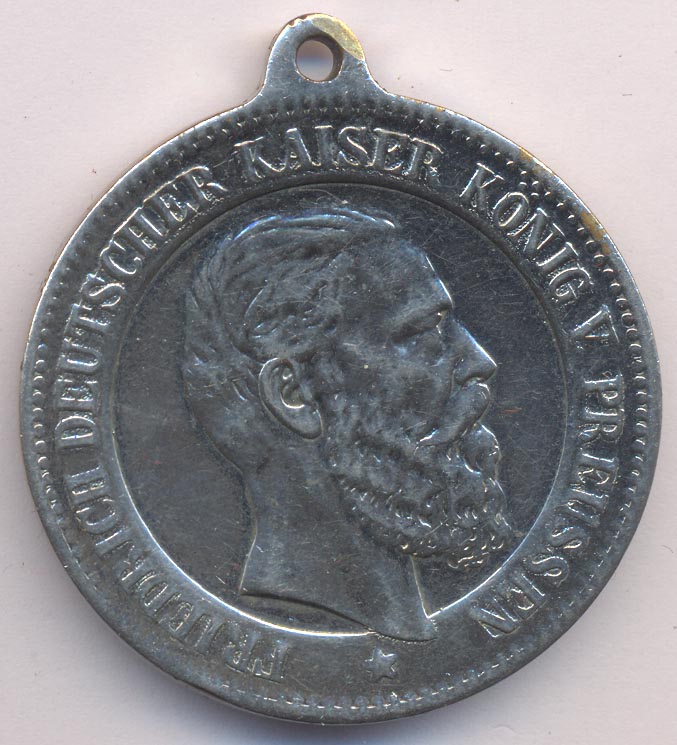 FRIEDRICH DEUTSCHER KAISER KÖNIG V. PREUSSEN